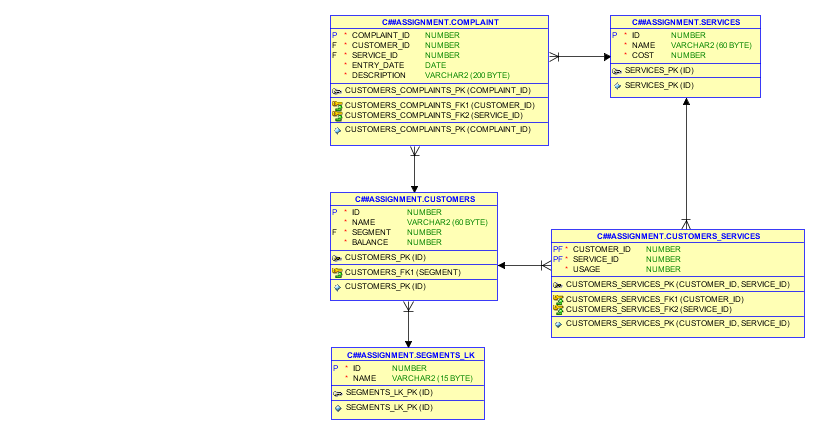 C##ASSIGNMENT.COMPLAINT
P * COMPLAINT_ID NUMBER
F * CUSTOMER_ID NUMBER
F * SERVICE_ID NUMBER
* ENTRY_DATE DATE
* DESCRIPTION VARCHAR2 (200 BYTE)
CUSTOMERS_COMPLAINTS_PK (COMPLAINT_ID)
CUSTOMERS_COMPLAINTS_FK1 (CUSTOMER_ID)
CUSTOMERS_COMPLAINTS_FK2 (SERVICE_ID)
CUSTOMERS_COMPLAINTS_PK (COMPLAINT_ID)
C##ASSIGNMENT.SERVICES
P * ID NUMBER
* NAME VARCHAR2 (60 BYTE)
* COST NUMBER
SERVICES_PK (ID)
SERVICES_PK (ID)
C##ASSIGNMENT.CUSTOMERS
P * ID NUMBER
* NAME VARCHAR2 (60 BYTE)
F * SEGMENT NUMBER
* BALANCE NUMBER
CUSTOMERS_PK (ID)
CUSTOMERS_FK1 (SEGMENT)
CUSTOMERS_PK (ID)
C##ASSIGNMENT.CUSTOMERS_SERVICES
PF * CUSTOMER_ID NUMBER
PF * SERVICE_ID NUMBER
* USAGE NUMBER
CUSTOMERS_SERVICES_PK (CUSTOMER_ID, SERVICE_ID)
CUSTOMERS_SERVICES_FK1 (CUSTOMER_ID)
CUSTOMERS_SERVICES_FK2 (SERVICE_ID)
CUSTOMERS_SERVICES_PK (CUSTOMER_ID, SERVICE_ID)
C##ASSIGNMENT.SEGMENTS_LK
P * ID NUMBER
* NAME VARCHAR2 (15 BYTE)
SEGMENTS_LK_PK (ID)
SEGMENTS_LK_PK (ID)